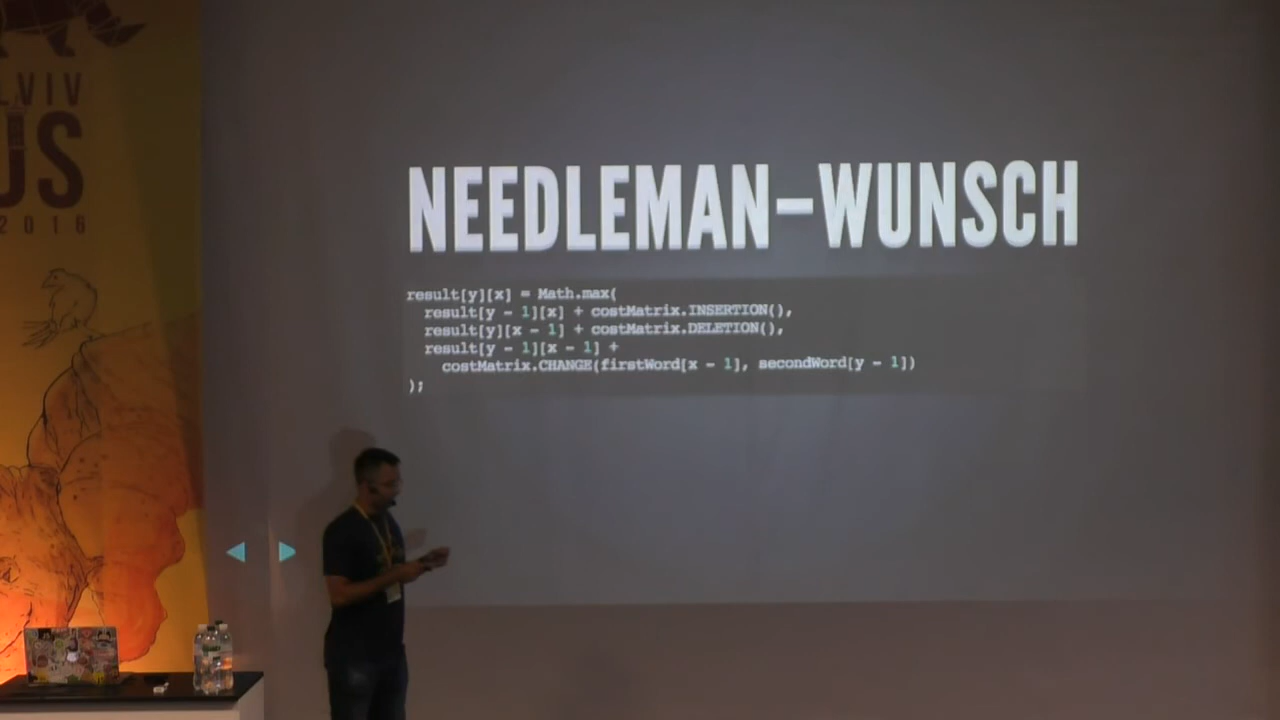 LVIV
US
2016
NEEDLEMAN–WUNSCH
result[y][x] = Math.max(
result[y - 1][x] + costMatrix.INSERTION(),
result[y][x - 1] + costMatrix.DELETION(),
result[y - 1][x - 1] +
costMatrix.CHANGE(firstWord[x - 1], secondWord[y - 1])
);